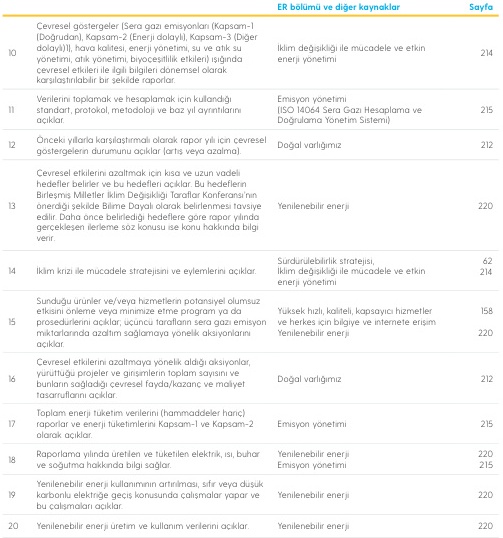 ER bölümü ve diğer kaynaklar Sayfa
Çevresel göstergeler (Sera gazı emisyonları (Kapsam-1
(Doğrudan), Kapsam-2 (Enerji dolaylı), Kapsam-3 (Diğer
dolaylı)1), hava kalitesi, enerji yönetimi, su ve atık su
yönetimi, atık yönetimi, biyoçeşitlilik etkileri) ışığında
çevresel etkileri ile ilgili bilgileri dönemsel olarak
karşılaştırılabilir bir şekilde raporlar.
10
İklim değişikliği ile mücadele ve etkin
enerji yönetimi
214
Verilerini toplamak ve hesaplamak için kullandığı
standart, protokol, metodoloji ve baz yıl ayrıntılarını
açıklar.
11
Emisyon yönetimi
(ISO 14064 Sera Gazı Hesaplama ve
Doğrulama Yönetim Sistemi)
215
Önceki yıllarla karşılaştırmalı olarak rapor yılı için çevresel
göstergelerin durumunu açıklar (artış veya azalma).
12
Doğal varlığımız
212
Çevresel etkilerini azaltmak için kısa ve uzun vadeli
hedefler belirler ve bu hedefleri açıklar. Bu hedeflerin
Birleşmiş Milletler İklim Değişikliği Taraflar Konferansı'nın
önerdiği şekilde Bilime Dayalı olarak belirlenmesi tavsiye
edilir. Daha önce belirlediği hedeflere göre rapor yılında
gerçekleşen ilerleme söz konusu ise konu hakkında bilgi
verir.
13
Yenilenebilir enerji
220
14
İklim krizi ile mücadele stratejisini ve eylemlerini açıklar.
Sürdürülebilirlik stratejisi,
İklim değişikliği ile mücadele ve etkin
enerji yönetimi
62
214
Sunduğu ürünler ve/veya hizmetlerin potansiyel olumsuz
etkisini önleme veya minimize etme program ya da
prosedürlerini açıklar; üçüncü tarafların sera gazı emisyon
miktarlarında azaltım sağlamaya yönelik aksiyonlarını
açıklar.
15
Yüksek hızlı, kaliteli, kapsayıcı hizmetler
ve herkes için bilgiye ve internete erişim
Yenilenebilir enerji
158
220
Çevresel etkilerini azaltmaya yönelik aldığı aksiyonlar,
yürüttüğü projeler ve girişimlerin toplam sayısını ve
bunların sağladığı çevresel fayda/kazanç ve maliyet
tasarruflarını açıklar.
16
Doğal varlığımız
212
Toplam enerji tüketim verilerini (hammaddeler hariç)
raporlar ve enerji tüketimlerini Kapsam-1 ve Kapsam-2
olarak açıklar.
17
Emisyon yönetimi
215
Raporlama yılında üretilen ve tüketilen elektrik, ısı, buhar
ve soğutma hakkında bilgi sağlar.
18
Yenilenebilir enerji
Emisyon yönetimi
220
215
Yenilenebilir enerji kullanımının artırılması, sıfır veya düşük
karbonlu elektriğe geçiş konusunda çalışmalar yapar ve
bu çalışmaları açıklar.
19
Yenilenebilir enerji
220
20
Yenilenebilir enerji üretim ve kullanım verilerini açıklar.
Yenilenebilir enerji
220